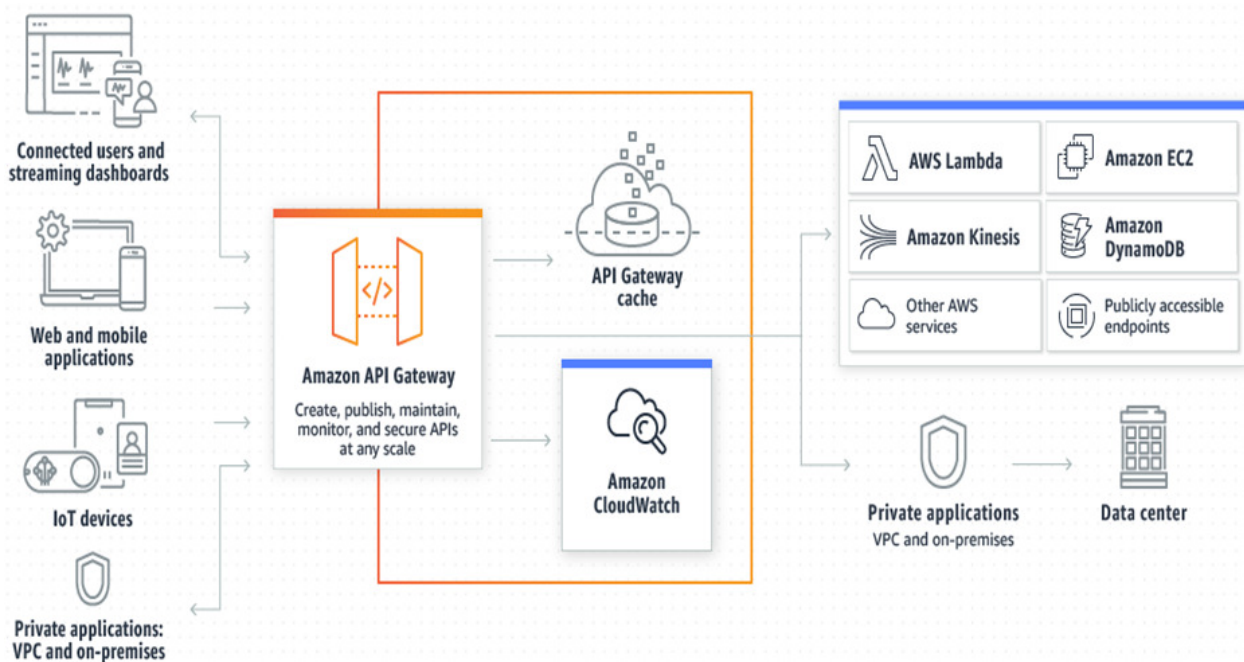 Connected users and
streaming dashboards
Web and mobile
applications
IoT devices
Private applications:
VPC and on-premises
</>
Amazon API Gateway
Create, publish, maintain,
monitor, and secure APIs
at any scale
API Gateway
cache
Amazon
CloudWatch
AWS Lambda
Amazon EC2
Amazon Kinesis
Amazon
DynamoDB
Other AWS
services
Publicly accessible
endpoints
Private applications
VPC and on-premises
Data center